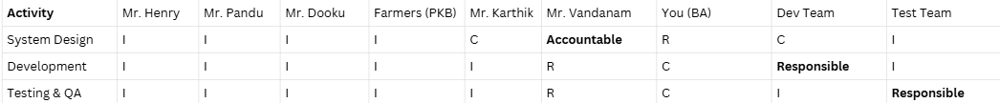 Activity Mr. Henry Mr. Pandu Mr. Dooku Farmers (PKB) Mr. Karthik Mr. Vandanam You (BA) Dev Team Test Team
System Design I I I I C Accountable R C I
Development I I I I I R C Responsible I
Testing & QA I I I I I R C I Responsible